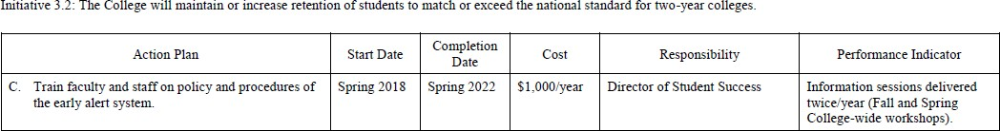 Initiative 3.2: The College will maintain or increase retention of students to match or exceed the national standard for two-year colleges.
Action Plan
Start Date
Completion
Date
Cost
Responsibility
Performance Indicator
C. Train faculty and staff on policy and procedures of
the early alert system.
Spring 2018
Spring 2022
$1,000/year
Director of Student Success
Information sessions delivered
twice/year (Fall and Spring
College-wide workshops).